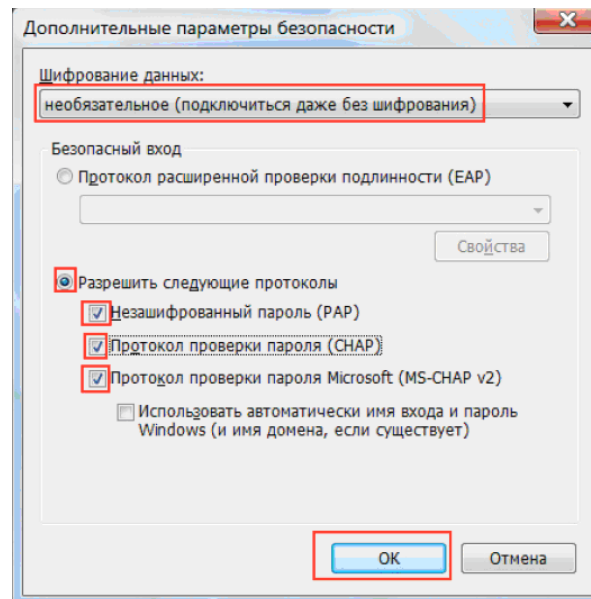 Дополнительные параметры безопасности
Шифрование данных:
необязательное (подключиться даже без шифрования)
Безопасный вход
Протокол расширенной проверки подлинности (EAP)
Свойства
Разрешить следующие протоколы
Незашифрованный пароль (PAP)
Протокол проверки пароля (CHAP)
Протокол проверки пароля Microsoft (MS-CHAP v2)
Использовать автоматически имя входа и пароль
Windows (и имя домена, если существует)
ОК
Отмена